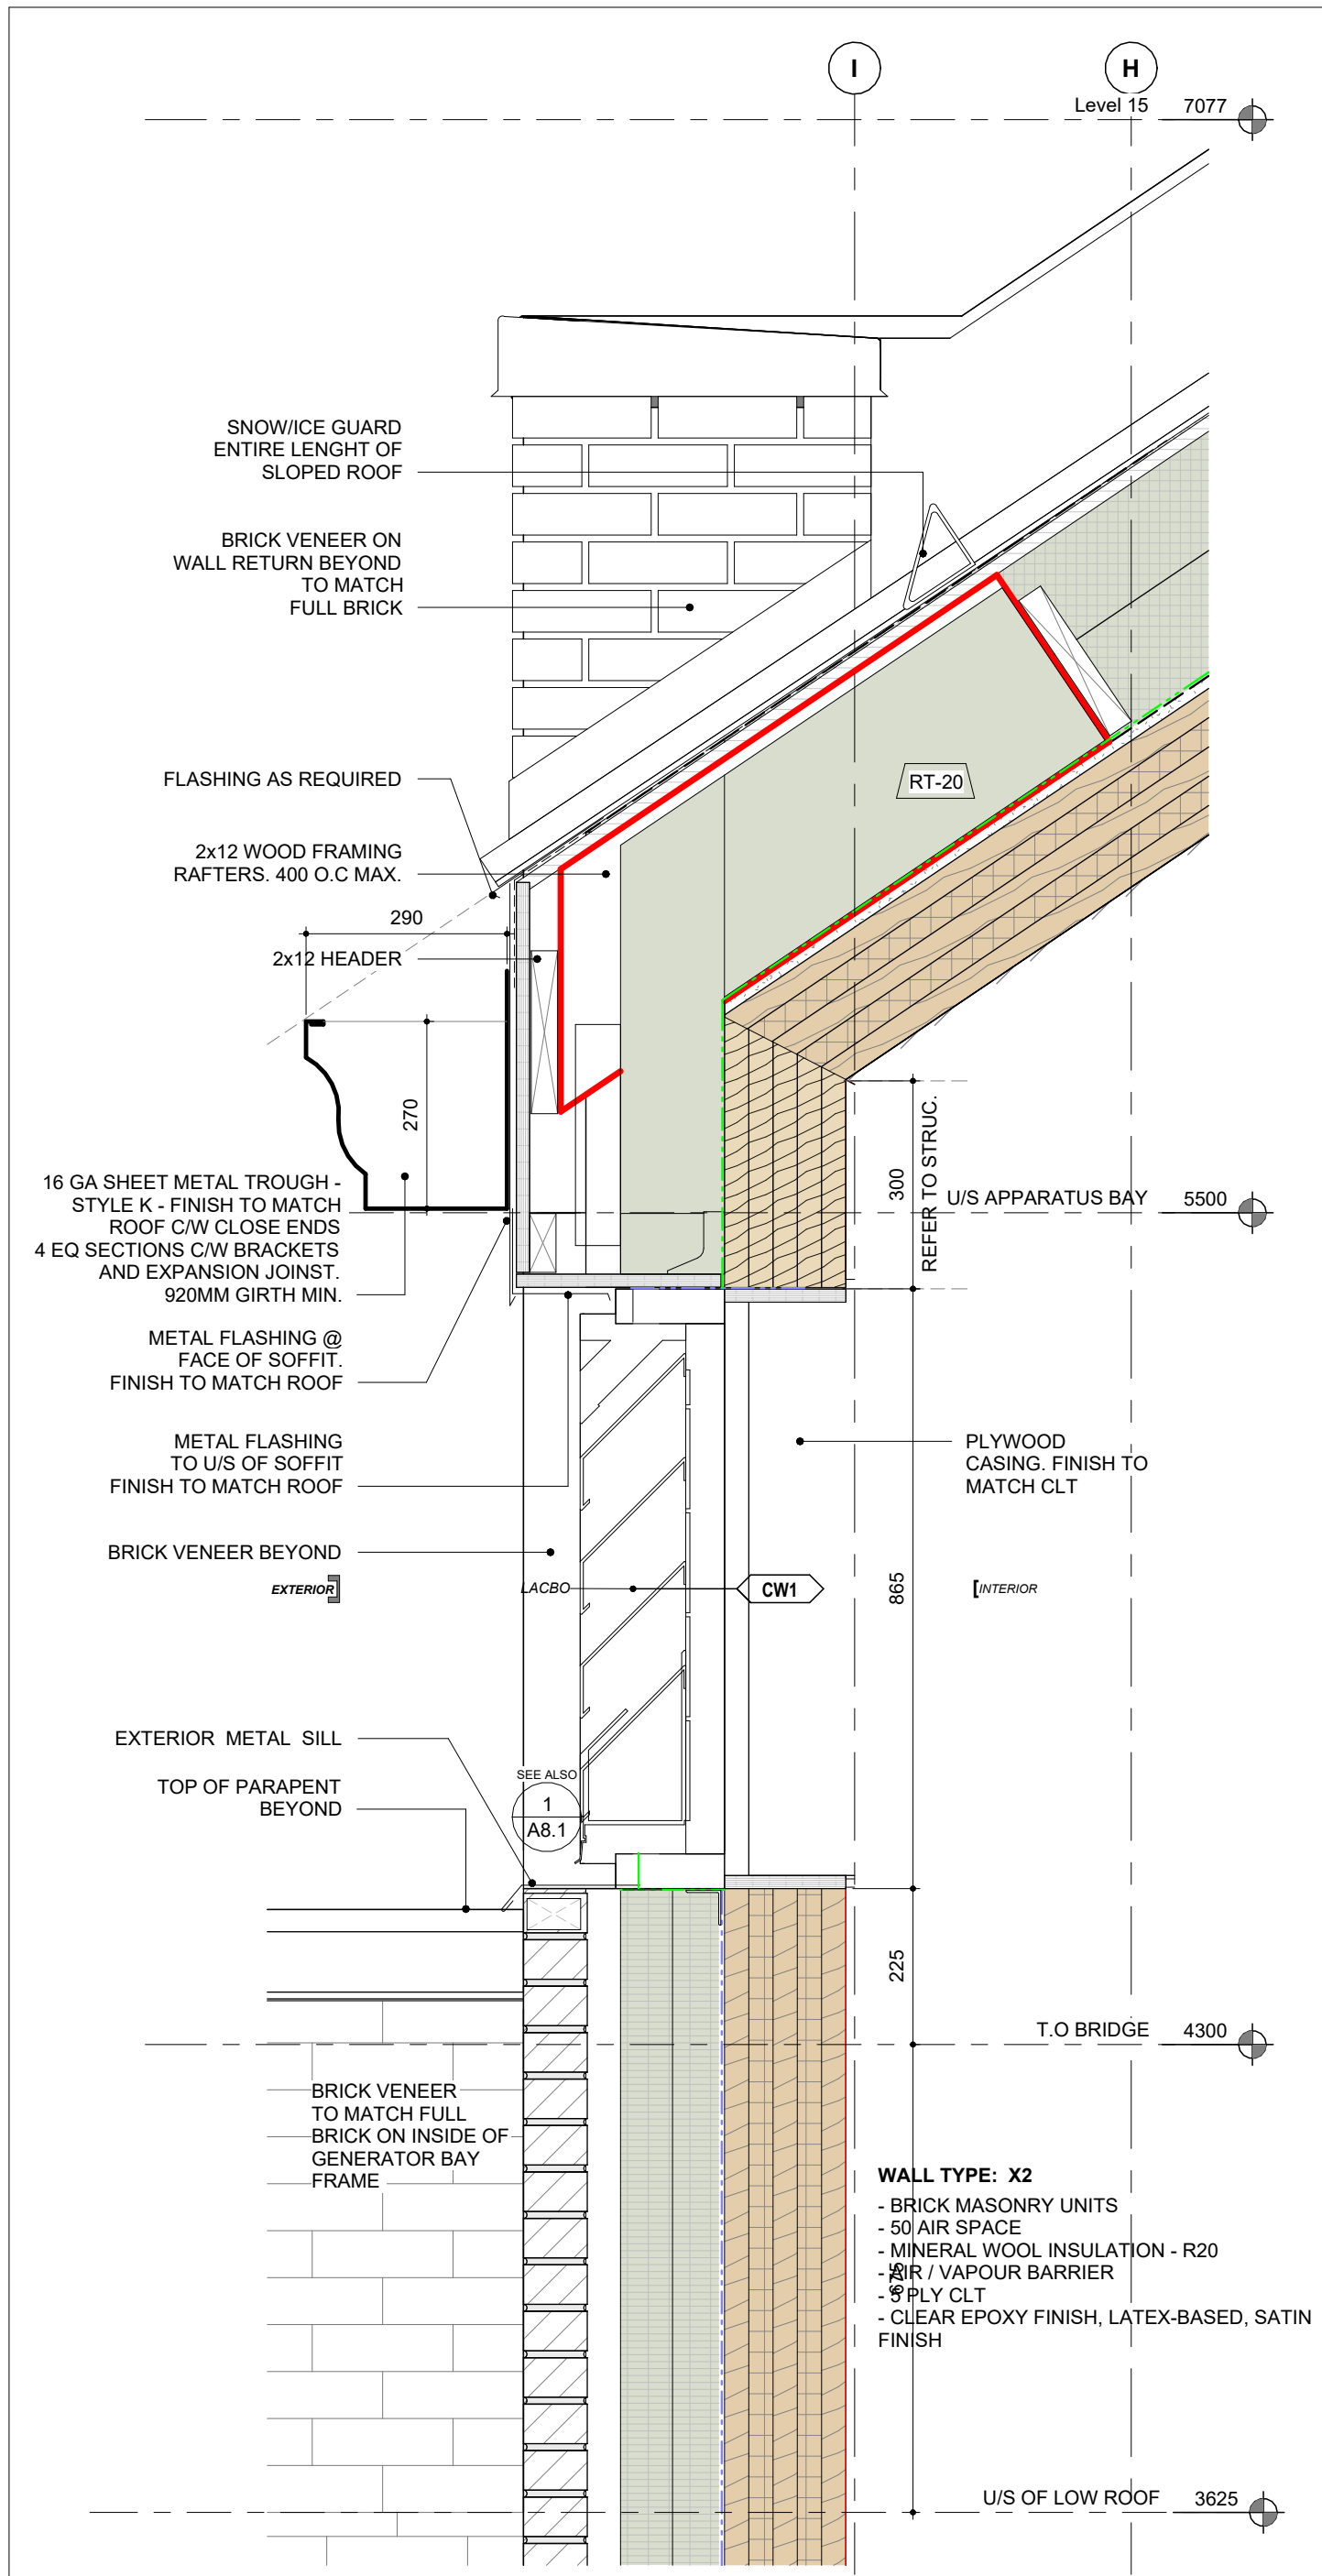 I
H
Level 15 7077
SNOW/ICE GUARD
ENTIRE LENGHT OF
SLOPED ROOF
BRICK VENEER ON
WALL RETURN BEYOND
TO MATCH
FULL BRICK
FLASHING AS REQUIRED
RT-20
2x12 WOOD FRAMING
RAFTERS. 400 O.C MAX.
290
2x12 HEADER
270
16 GA SHEET METAL TROUGH -
STYLE K - FINISH TO MATCH
ROOF C/W CLOSE ENDS
4 EQ SECTIONS C/W BRACKETS
AND EXPANSION JOINST.
920MM GIRTH MIN.
300
REFER TO STRUC.
U/S APPARATUS BAY 5500
METAL FLASHING @
FACE OF SOFFIT.
FINISH TO MATCH ROOF
METAL FLASHING
TO U/S OF SOFFIT
FINISH TO MATCH ROOF
PLYWOOD
CASING. FINISH TO
MATCH CLT
BRICK VENEER BEYOND
EXTERIOR
LACBO
CW1
865
INTERIOR
EXTERIOR METAL SILL
TOP OF PARAPENT
BEYOND
SEE ALSO
1
A8.1
225
T.O BRIDGE 4300
BRICK VENEER
TO MATCH FULL
BRICK ON INSIDE OF
GENERATOR BAY
FRAME
WALL TYPE: X2
- BRICK MASONRY UNITS
- 50 AIR SPACE
- MINERAL WOOL INSULATION - R20
- AIR / VAPOUR BARRIER
- 5 PLY CLT
- CLEAR EPOXY FINISH, LATEX-BASED, SATIN
FINISH
675
U/S OF LOW ROOF 3625